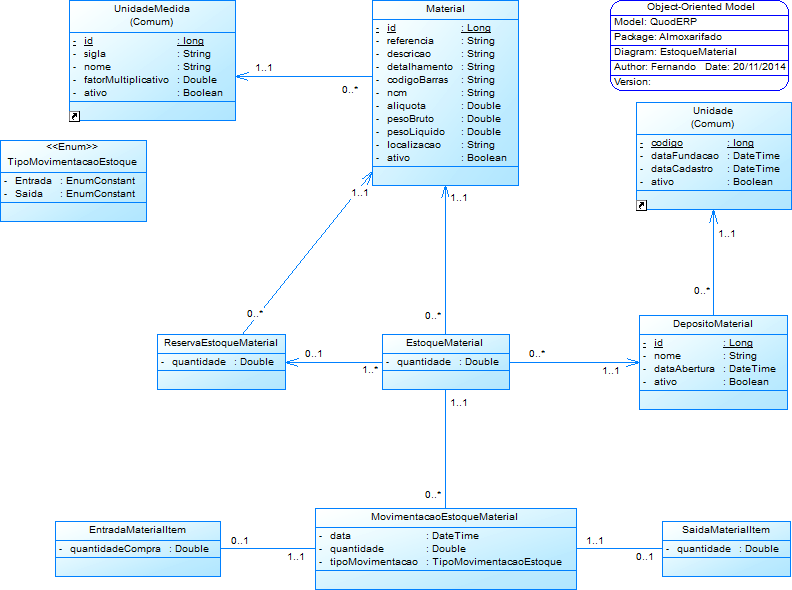 UnidadeMedida
(Comum)
- id : long
- sigla : String
- nome : String
- fatorMultiplicativo : Double
- ativo : Boolean
Material
- id : Long
- referencia : String
- descricao : String
- detalhamento : String
- codigoBarras : String
- ncm : String
- aliquota : Double
- pesoBruto : Double
- pesoLiquido : Double
- localizacao : String
- ativo : Boolean
Object-Oriented Model
Model: QuodERP
Package: Almoxarifado
Diagram: EstoqueMaterial
Author: Fernando Date: 20/11/2014
Version:
1..1
0..*
Unidade
(Comum)
- codigo : long
- dataFundacao : DateTime
- dataCadastro : DateTime
- ativo : Boolean
<<Enum>>
TipoMovimentacaoEstoque
- Entrada : EnumConstant
- Saida : EnumConstant
1..1
1..1
1..1
0..*
0..*
0..*
ReservaEstoqueMaterial
- quantidade : Double
0..1
1..*
EstoqueMaterial
- quantidade : Double
0..*
1..1
DepositoMaterial
- id : Long
- nome : String
- dataAbertura : DateTime
- ativo : Boolean
1..1
0..*
EntradaMaterialItem
- quantidadeCompra : Double
0..1
1..1
MovimentacaoEstoqueMaterial
- data : DateTime
- quantidade : Double
- tipoMovimentacao : TipoMovimentacaoEstoque
1..1
0..1
SaidaMaterialItem
- quantidade : Double